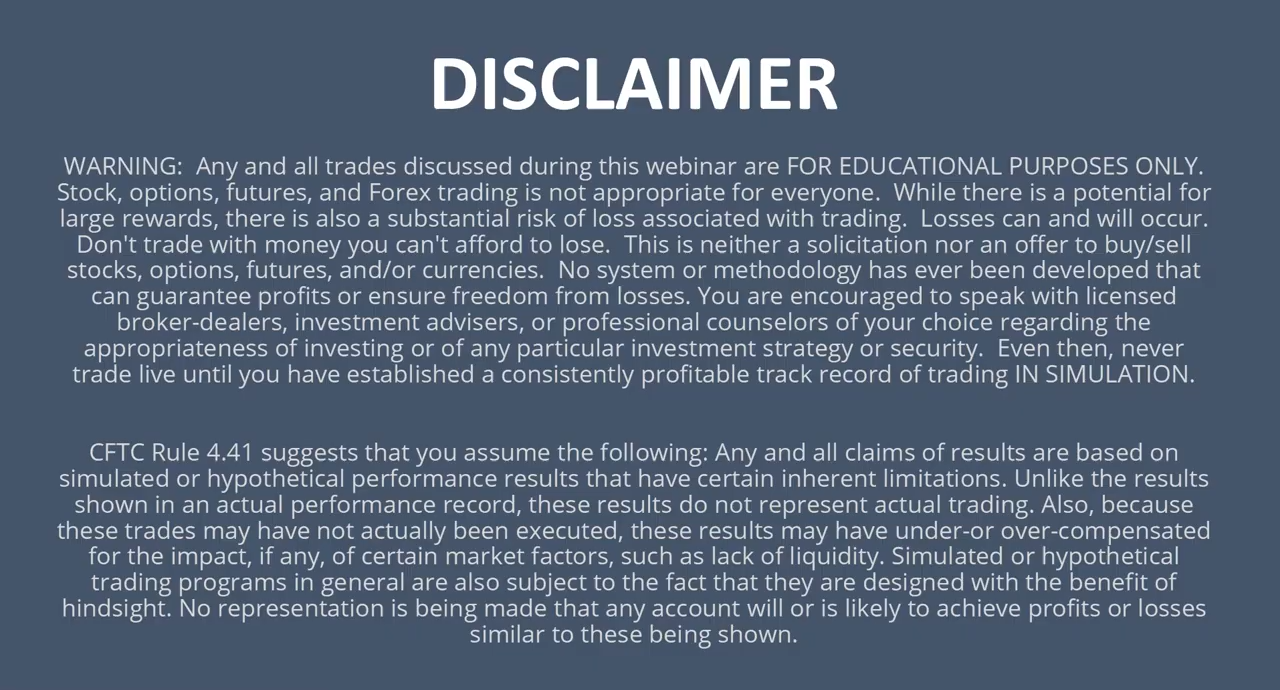 DISCLAIMER
WARNING:  Any and all trades discussed during this webinar are FOR EDUCATIONAL PURPOSES ONLY.
Stock, options, futures, and Forex trading is not appropriate for everyone.  While there is a potential for
large rewards, there is also a substantial risk of loss associated with trading.  Losses can and will occur.
Don't trade with money you can't afford to lose.  This is neither a solicitation nor an offer to buy/sell
stocks, options, futures, and/or currencies.  No system or methodology has ever been developed that
can guarantee profits or ensure freedom from losses. You are encouraged to speak with licensed
broker-dealers, investment advisers, or professional counselors of your choice regarding the
appropriateness of investing or of any particular investment strategy or security.  Even then, never
trade live until you have established a consistently profitable track record of trading IN SIMULATION.
CFTC Rule 4.41 suggests that you assume the following: Any and all claims of results are based on
simulated or hypothetical performance results that have certain inherent limitations. Unlike the results
shown in an actual performance record, these results do not represent actual trading. Also, because
these trades may have not actually been executed, these results may have under-or over-compensated
for the impact, if any, of certain market factors, such as lack of liquidity. Simulated or hypothetical
trading programs in general are also subject to the fact that they are designed with the benefit of
hindsight. No representation is being made that any account will or is likely to achieve profits or losses
similar to these being shown.